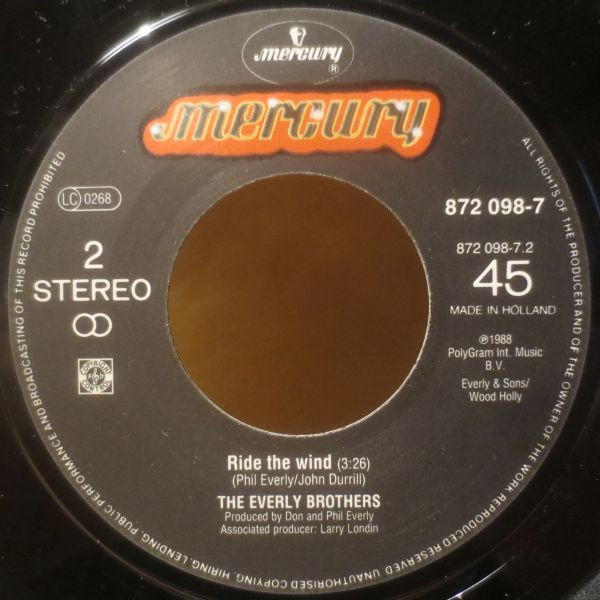 mercury
®
mercury
LC 0268
2
STEREO
COPYRIGHT
CONTROL
872 098-7
872 098-7.2
45
MADE IN HOLLAND
℗1988
PolyGram Int. Music
B.V.
Everly & Sons/
Wood Holly
Ride the wind (3:26)
(Phil Everly/John Durrill)
THE EVERLY BROTHERS
Produced by Don and Phil Everly
Associated producer: Larry Londin
ALL RIGHTS OF THE PRODUCER AND OF THE OWNER OF THE WORK REPRODUCED RESERVED UNAUTHORISED COPYING, HIRING, LENDING, PUBLIC PERFORMANCE AND BROADCASTING OF THIS RECORD PROHIBITED